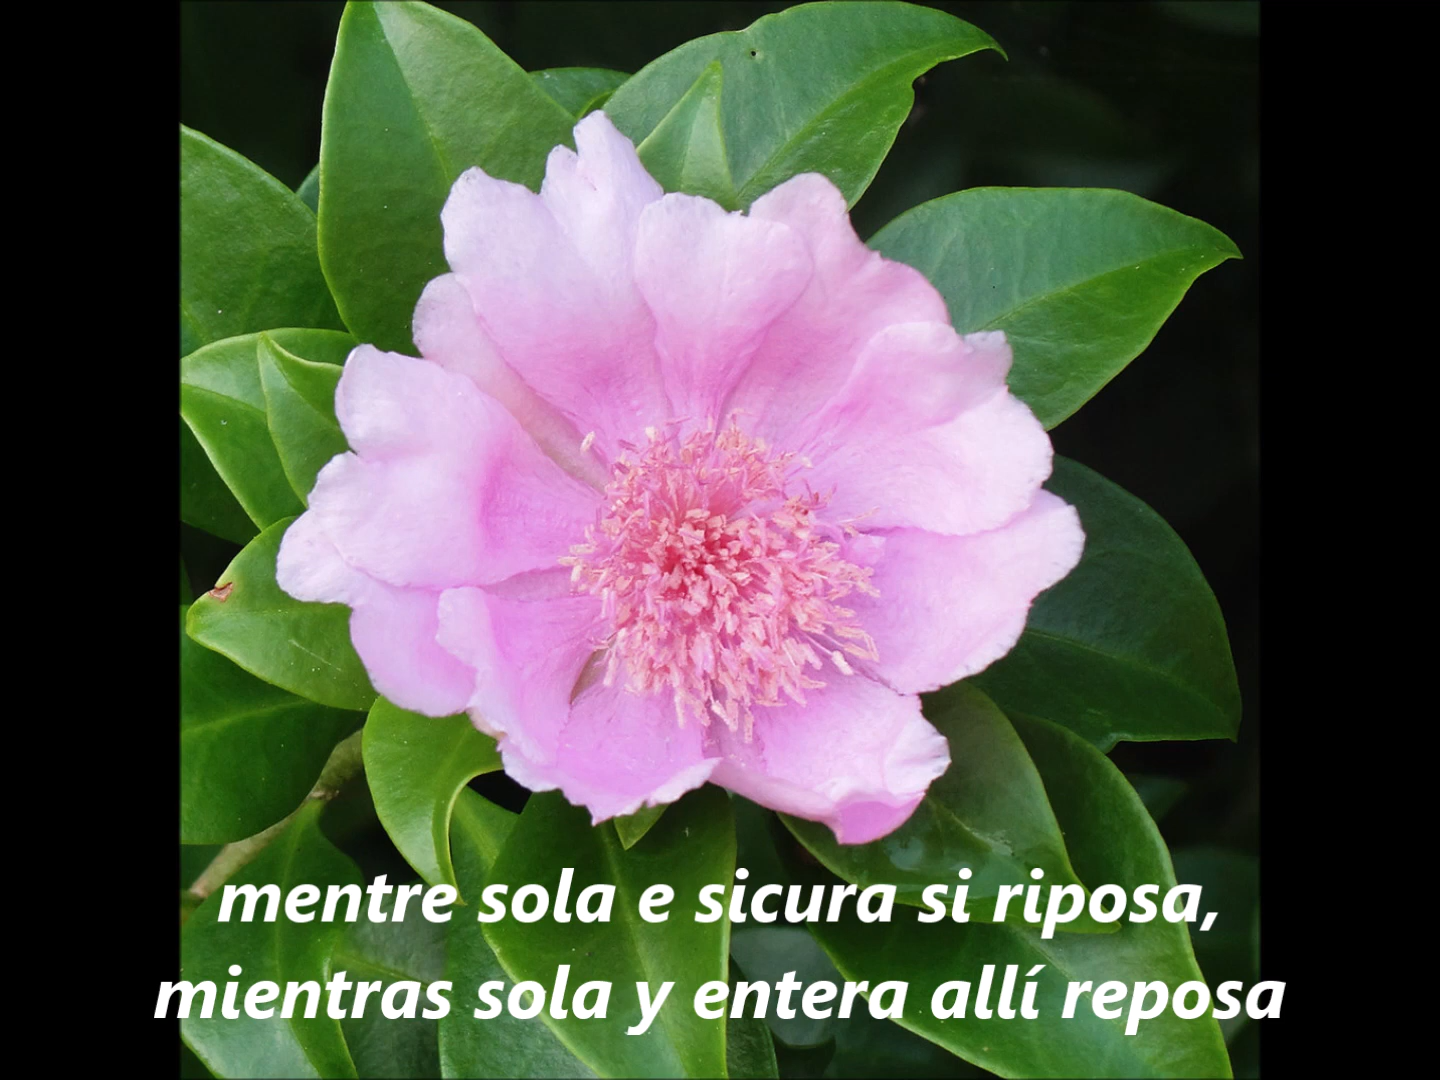 mentre sola e sicura si riposa,
mientras sola y entera allí reposa